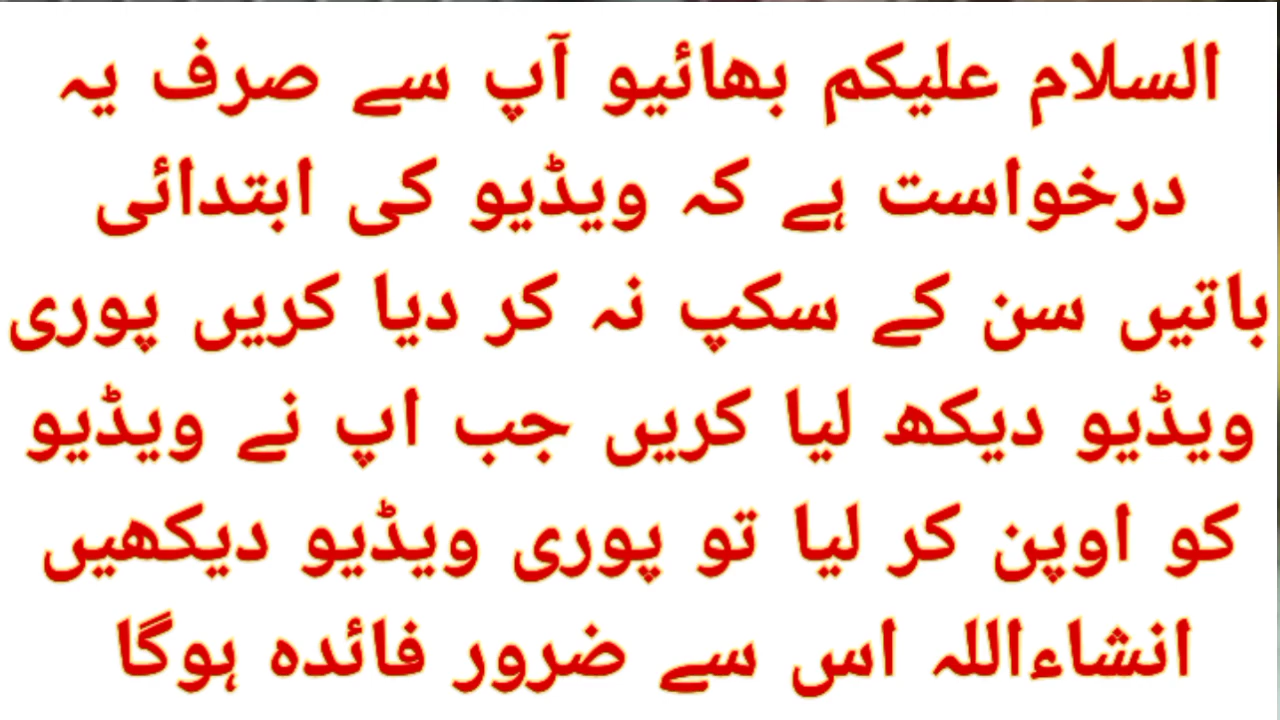 السلام علیکم بھائیو آپ سے صرف یہ
درخواست ہے کہ ویڈیو کی ابتدائی
باتیں سن کے سکپ نہ کر دیا کریں پوری
ویڈیو دیکھ لیا کریں جب اپ نے ویڈیو
کو اوپن کر لیا تو پوری ویڈیو دیکھیں
انشاءاللہ اس سے ضرور فائدہ ہوگا